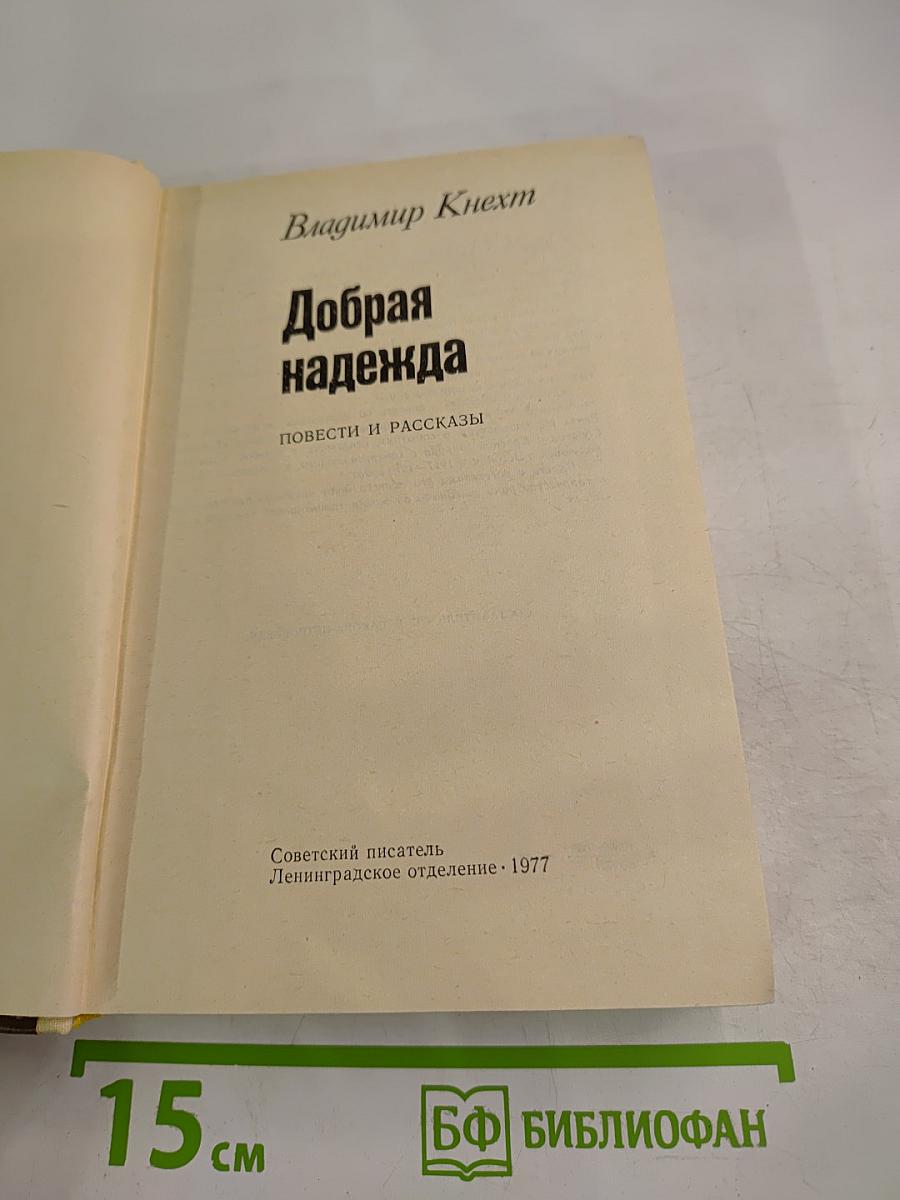 Владимир Кнехт
Добрая
надежда
ПОВЕСТИ И РАССКАЗЫ
Советский писатель
Ленинградское отделение · 1977
15 см
БФ БИБЛИОФАН